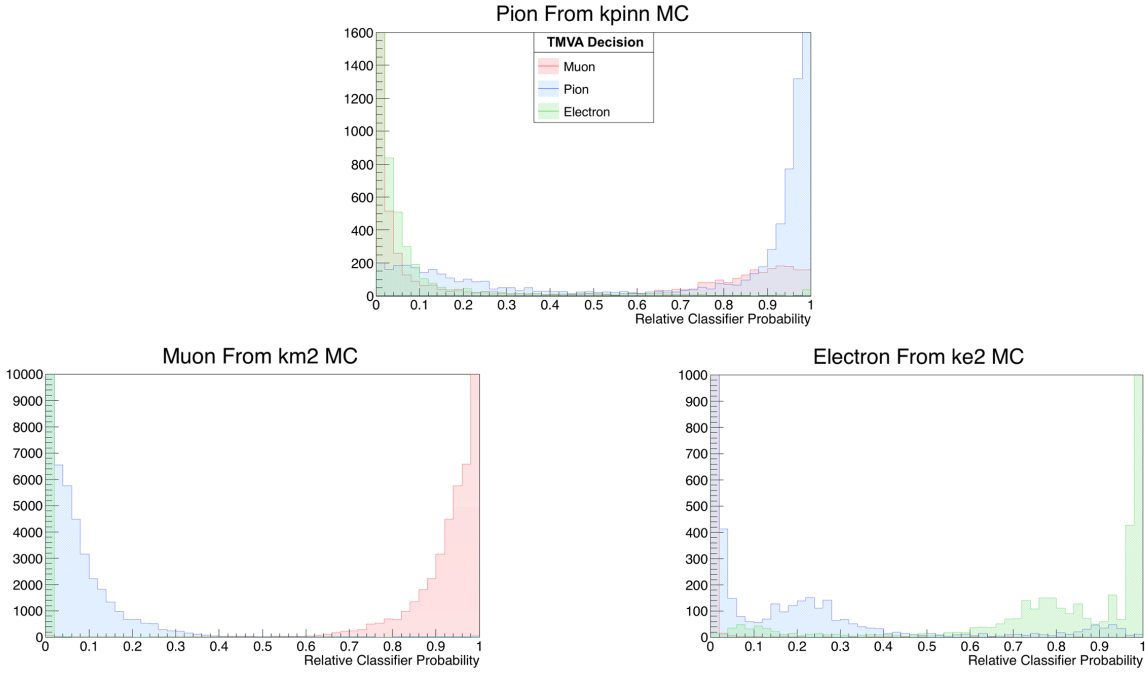 Pion From kpinn MC
TMVA Decision
Muon
Pion
Electron
1600
1400
1200
1000
800
600
400
200
0
0 0.1 0.2 0.3 0.4 0.5 0.6 0.7 0.8 0.9 1
Relative Classifier Probability
Muon From km2 MC
10000
9000
8000
7000
6000
5000
4000
3000
2000
1000
0
0 0.1 0.2 0.3 0.4 0.5 0.6 0.7 0.8 0.9 1
Relative Classifier Probability
Electron From ke2 MC
1000
900
800
700
600
500
400
300
200
100
0
0 0.1 0.2 0.3 0.4 0.5 0.6 0.7 0.8 0.9 1
Relative Classifier Probability